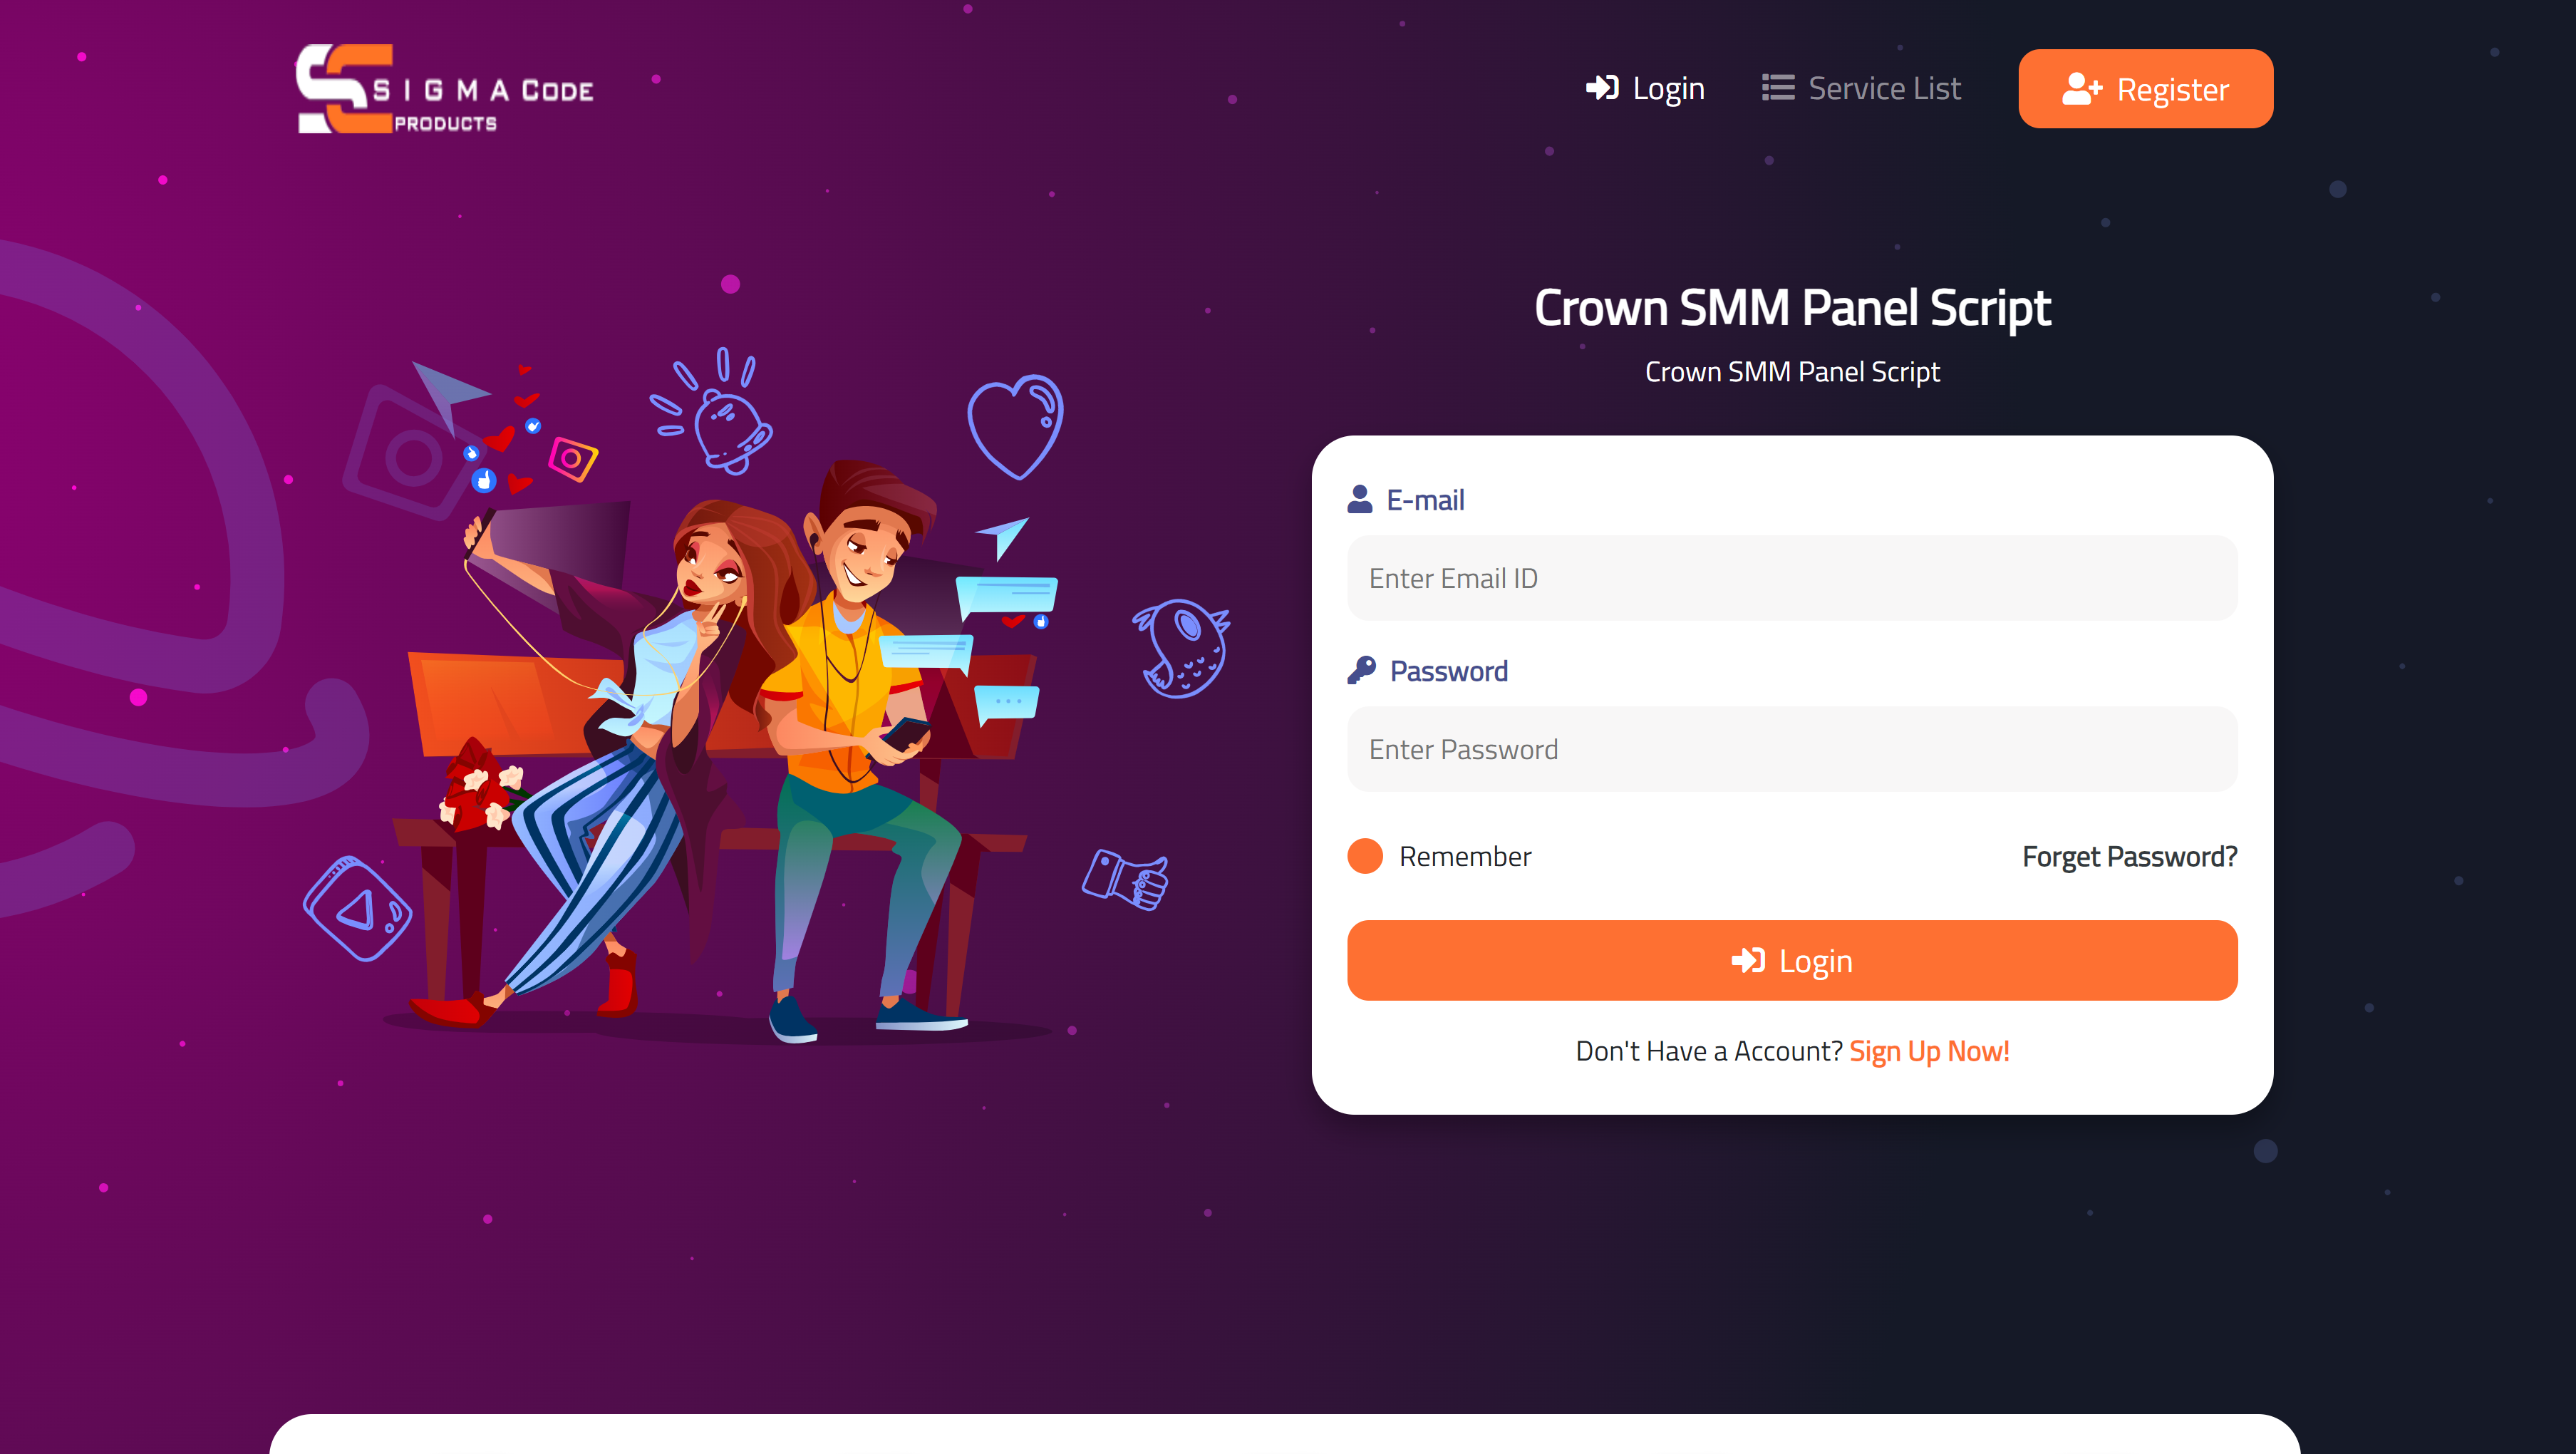 SIGMA CODE
PRODUCTS
Login
Service List
Register
Crown SMM Panel Script
Crown SMM Panel Script
E-mail
Enter Email ID
Password
Enter Password
Remember
Forget Password?
Login
Don't Have a Account? Sign Up Now!